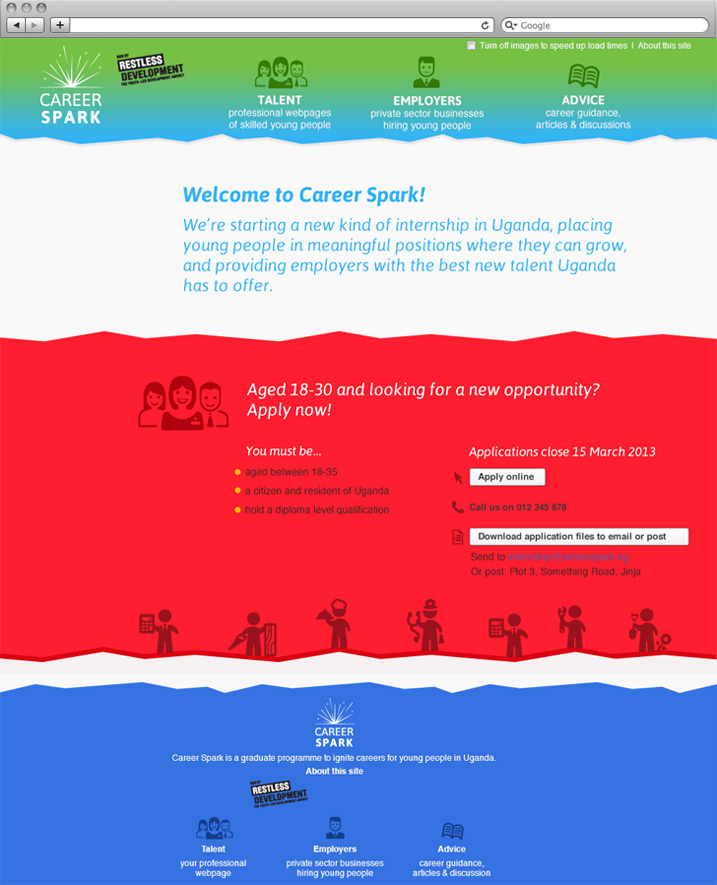 Google
Turn off images to speed up load times | About this site
CAREER
SPARK
RUN BY
RESTLESS
DEVELOPMENT
THE YOUTH-LED DEVELOPMENT AGENCY
TALENT
professional webpages
of skilled young people
EMPLOYERS
private sector businesses
hiring young people
ADVICE
career guidance,
articles & discussions
Welcome to Career Spark!
We're starting a new kind of internship in Uganda, placing
young people in meaningful positions where they can grow,
and providing employers with the best new talent Uganda
has to offer.
Aged 18-30 and looking for a new opportunity?
Apply now!
You must be...
aged between 18-35
a citizen and resident of Uganda
hold a diploma level qualification
Applications close 15 March 2013
Apply online
Call us on 012 345 678
Download application files to email or post
Send to
Or post: Plot 3, Something Road, Jinja
CAREER
SPARK
Career Spark is a graduate programme to ignite careers for young people in Uganda.
About this site
RUN BY
RESTLESS
DEVELOPMENT
THE YOUTH-LED DEVELOPMENT AGENCY
Talent
your professional
webpage
Employers
private sector businesses
hiring young people
Advice
career guidance,
articles & discussions